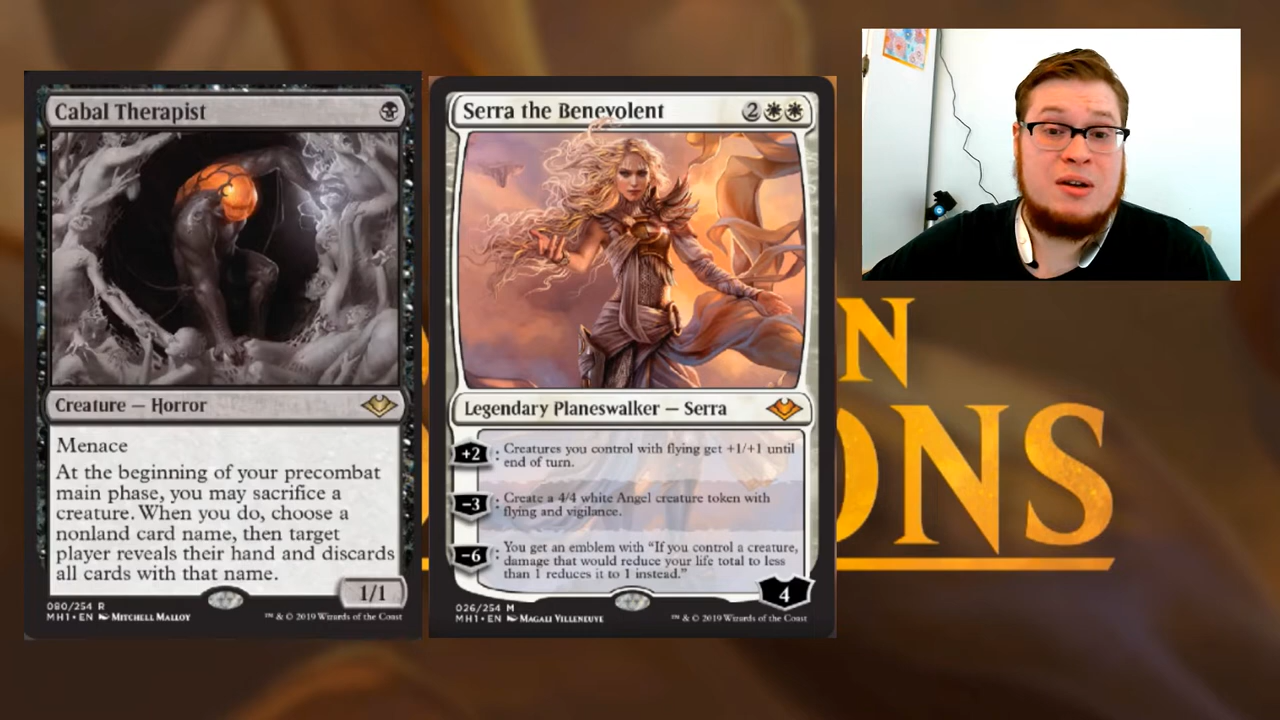 Cabal Therapist
Creature — Horror
Menace
At the beginning of your precombat
main phase, you may sacrifice a
creature. When you do, choose a
nonland card name, then target
player reveals their hand and discards
all cards with that name.
1/1
080/254 R
MH1 • EN Mitchell Malloy
™ & © 2019 Wizards of the Coast
Serra the Benevolent
2
Legendary Planeswalker — Serra
+2: Creatures you control with flying get +1/+1 until
end of turn.
−3: Create a 4/4 white Angel creature token with
flying and vigilance.
−6: You get an emblem with “If you control a creature,
damage that would reduce your life total to less
than 1 reduces it to 1 instead.”
4
026/254 M
MH1 • EN Magali Villeneuve
™ & © 2019 Wizards of the Coast
N
ONS